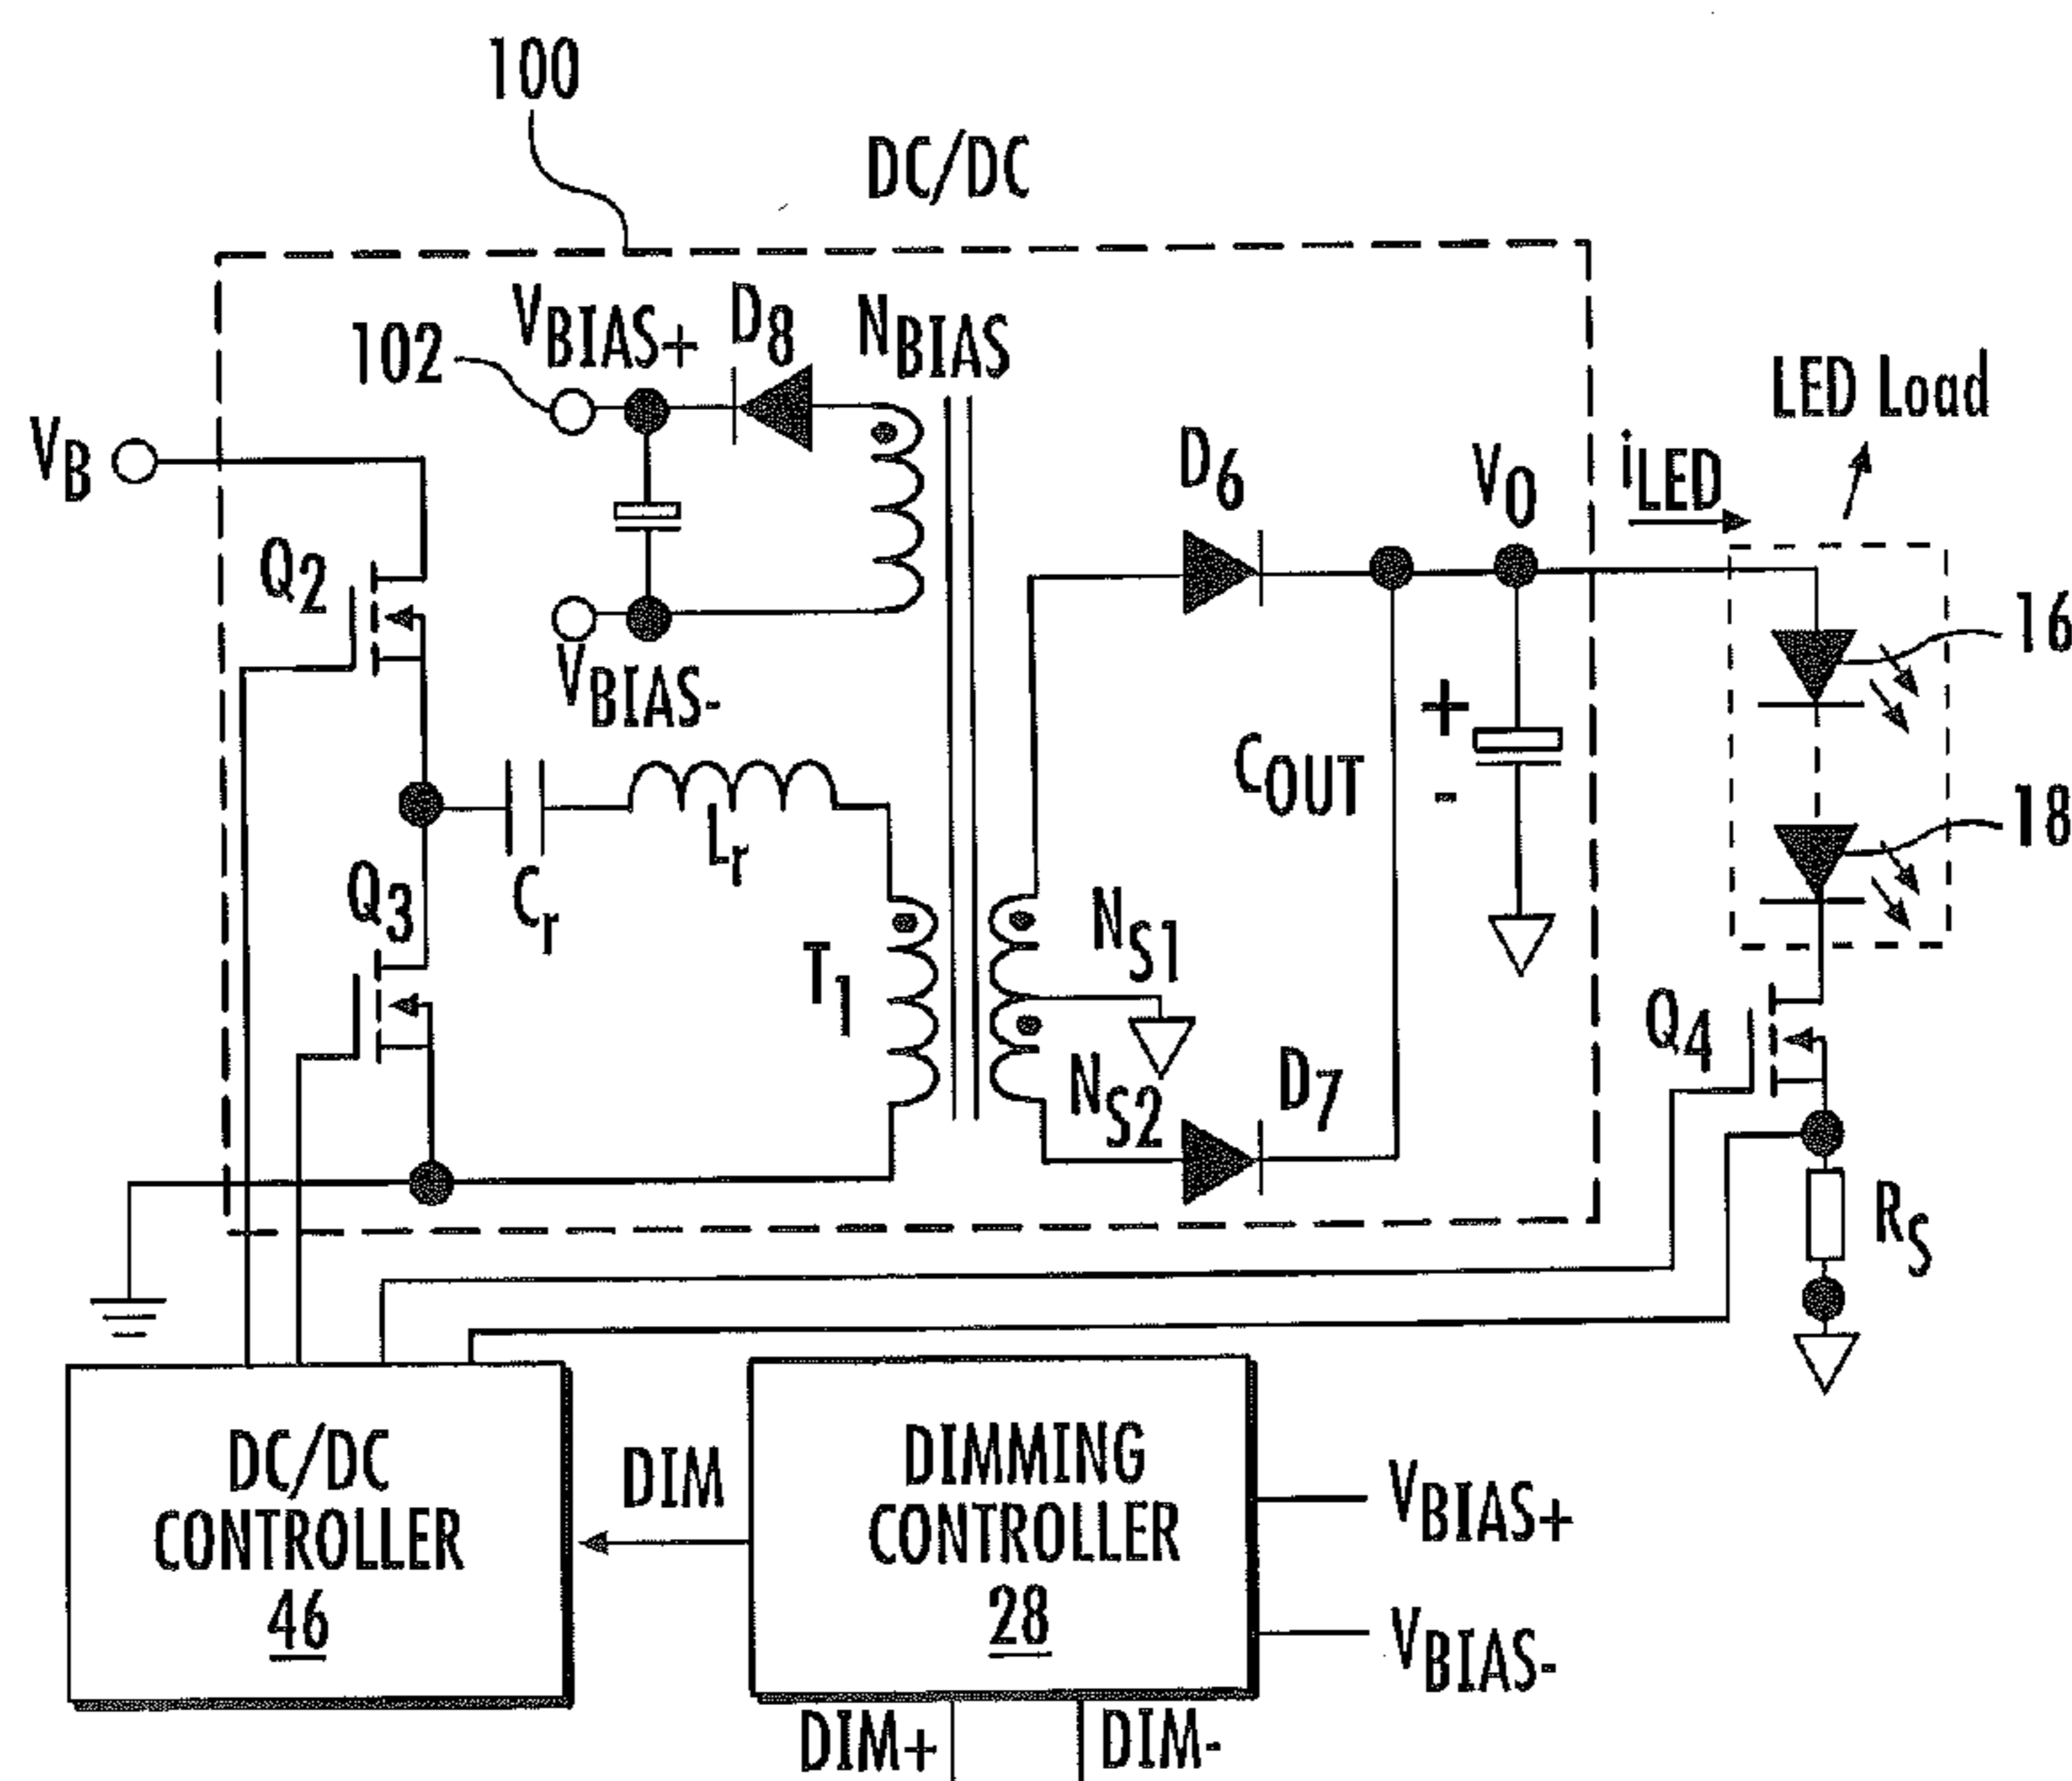 100
DC/DC
102
VBIAS+
D8
NBIAS
VB
LED Load
D6
VO
iLED
Q2
16
VBIAS-
+
COUT
-
18
Lr
Cr
Q3
NS1
T1
Q4
NS2
D7
RS
DC/DC
CONTROLLER
46
DIM
DIMMING
CONTROLLER
28
VBIAS+
VBIAS-
DIM+
DIM-